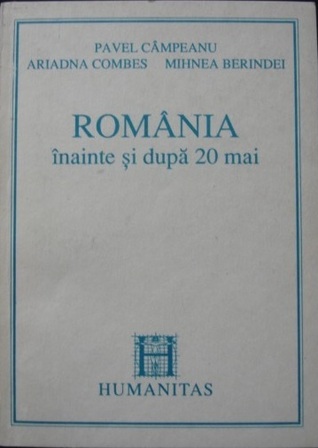 PAVEL CÂMPEANU
ARIADNA COMBES MIHNEA BERINDEI
ROMÂNIA
înainte și după 20 mai
H
HUMANITAS